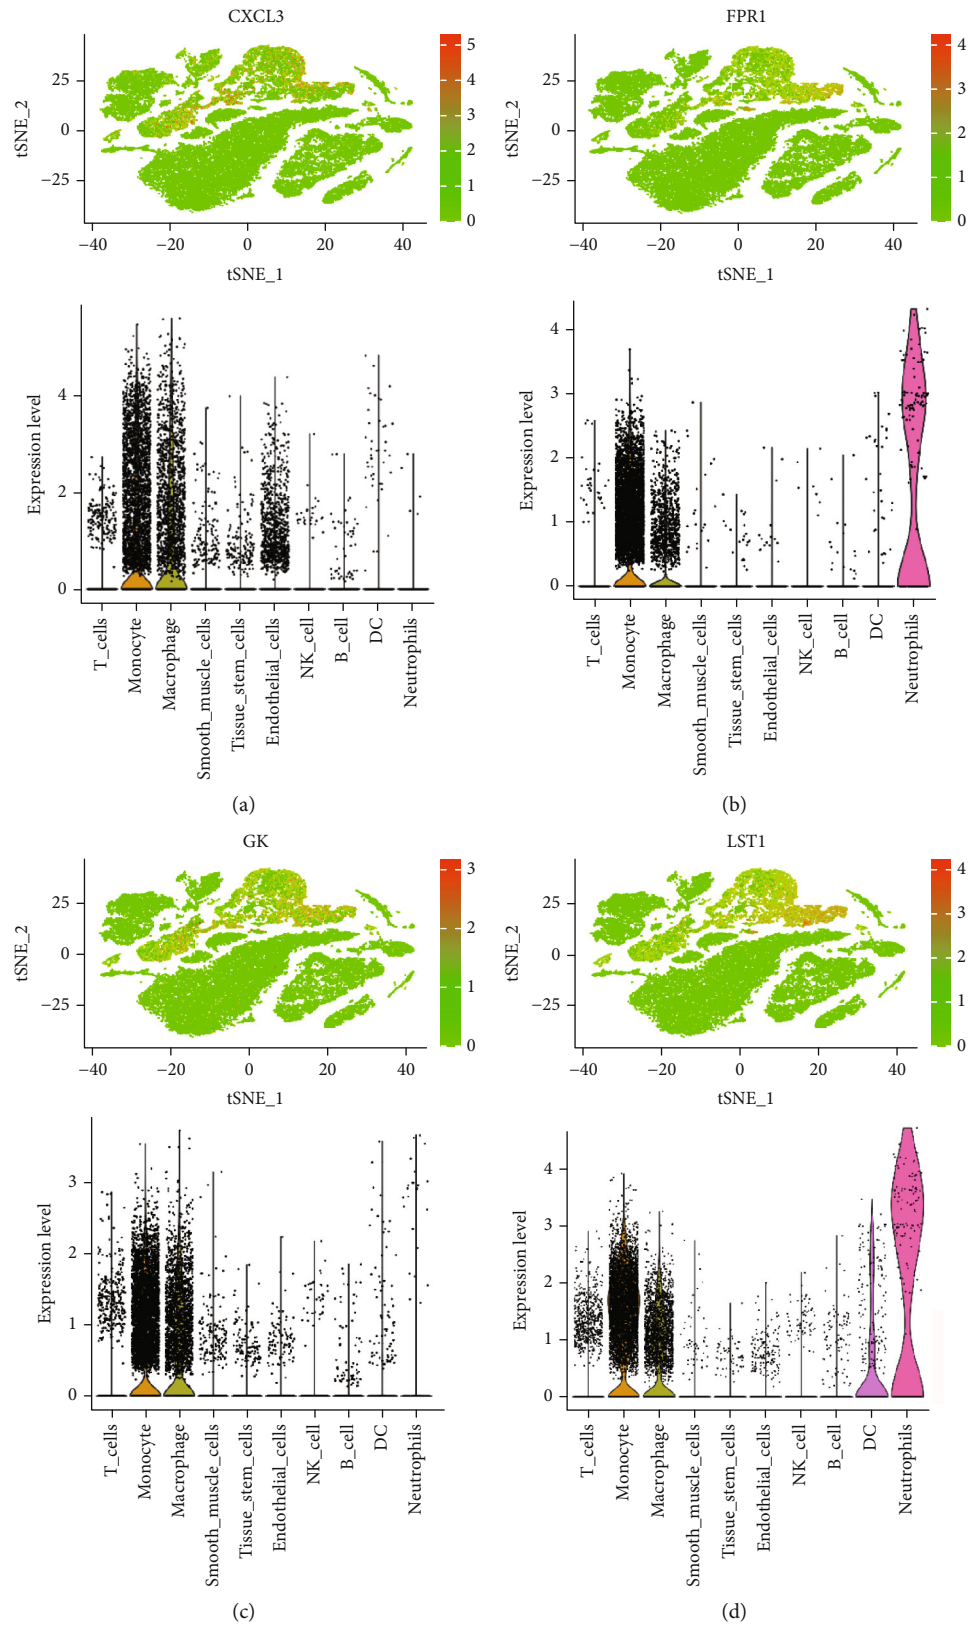 CXCL3
tSNE_2
25
0
−25
−40
−20
0
20
40
tSNE_1
5
4
3
2
1
0
Expression level
4
2
0
T_cells
Monocyte
Macrophage
Smooth_muscle_cells
Tissue_stem_cells
Endothelial_cells
NK_cell
B_cell
DC
Neutrophils
(a)
FPR1
tSNE_2
25
0
−25
−40
−20
0
20
40
tSNE_1
4
3
2
1
0
Expression level
4
3
2
1
0
T_cells
Monocyte
Macrophage
Smooth_muscle_cells
Tissue_stem_cells
Endothelial_cells
NK_cell
B_cell
DC
Neutrophils
(b)
GK
tSNE_2
25
0
−25
−40
−20
0
20
40
tSNE_1
3
2
1
0
Expression level
3
2
1
0
T_cells
Monocyte
Macrophage
Smooth_muscle_cells
Tissue_stem_cells
Endothelial_cells
NK_cell
B_cell
DC
Neutrophils
(c)
LST1
tSNE_2
25
0
−25
−40
−20
0
20
40
tSNE_1
4
3
2
1
0
Expression level
4
3
2
1
0
T_cells
Monocyte
Macrophage
Smooth_muscle_cells
Tissue_stem_cells
Endothelial_cells
NK_cell
B_cell
DC
Neutrophils
(d)